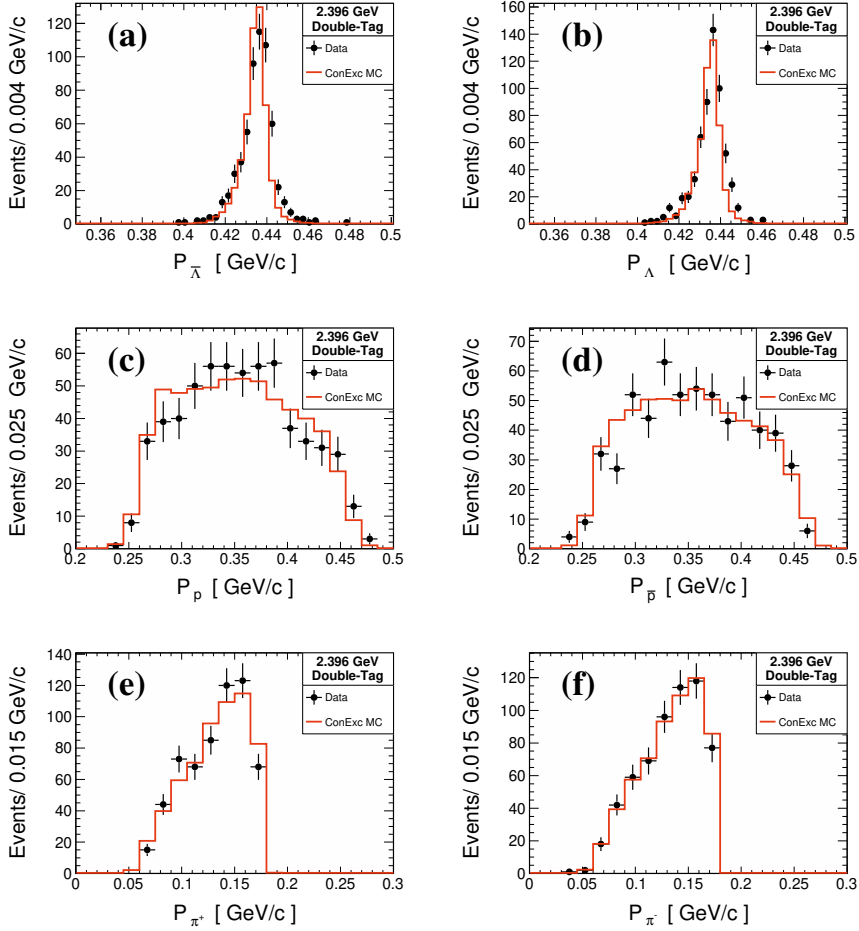 (a)
2.396 GeV
Double-Tag
Data
ConExc MC
Events/ 0.004 GeV/c
0 20 40 60 80 100 120
0.36 0.38 0.4 0.42 0.44 0.46 0.48 0.5
P Λ̅ [ GeV/c ]
(b)
2.396 GeV
Double-Tag
Data
ConExc MC
Events/ 0.004 GeV/c
0 20 40 60 80 100 120 140 160
0.36 0.38 0.4 0.42 0.44 0.46 0.48 0.5
P Λ [ GeV/c ]
(c)
2.396 GeV
Double-Tag
Data
ConExc MC
Events/ 0.025 GeV/c
0 10 20 30 40 50 60
0.2 0.25 0.3 0.35 0.4 0.45 0.5
P p [ GeV/c ]
(d)
2.396 GeV
Double-Tag
Data
ConExc MC
Events/ 0.025 GeV/c
0 10 20 30 40 50 60 70
0.2 0.25 0.3 0.35 0.4 0.45 0.5
P p̅ [ GeV/c ]
(e)
2.396 GeV
Double-Tag
Data
ConExc MC
Events/ 0.015 GeV/c
0 20 40 60 80 100 120 140
0 0.05 0.1 0.15 0.2 0.25 0.3
P π⁺ [ GeV/c ]
(f)
2.396 GeV
Double-Tag
Data
ConExc MC
Events/ 0.015 GeV/c
0 20 40 60 80 100 120
0 0.05 0.1 0.15 0.2 0.25 0.3
P π⁻ [ GeV/c ]